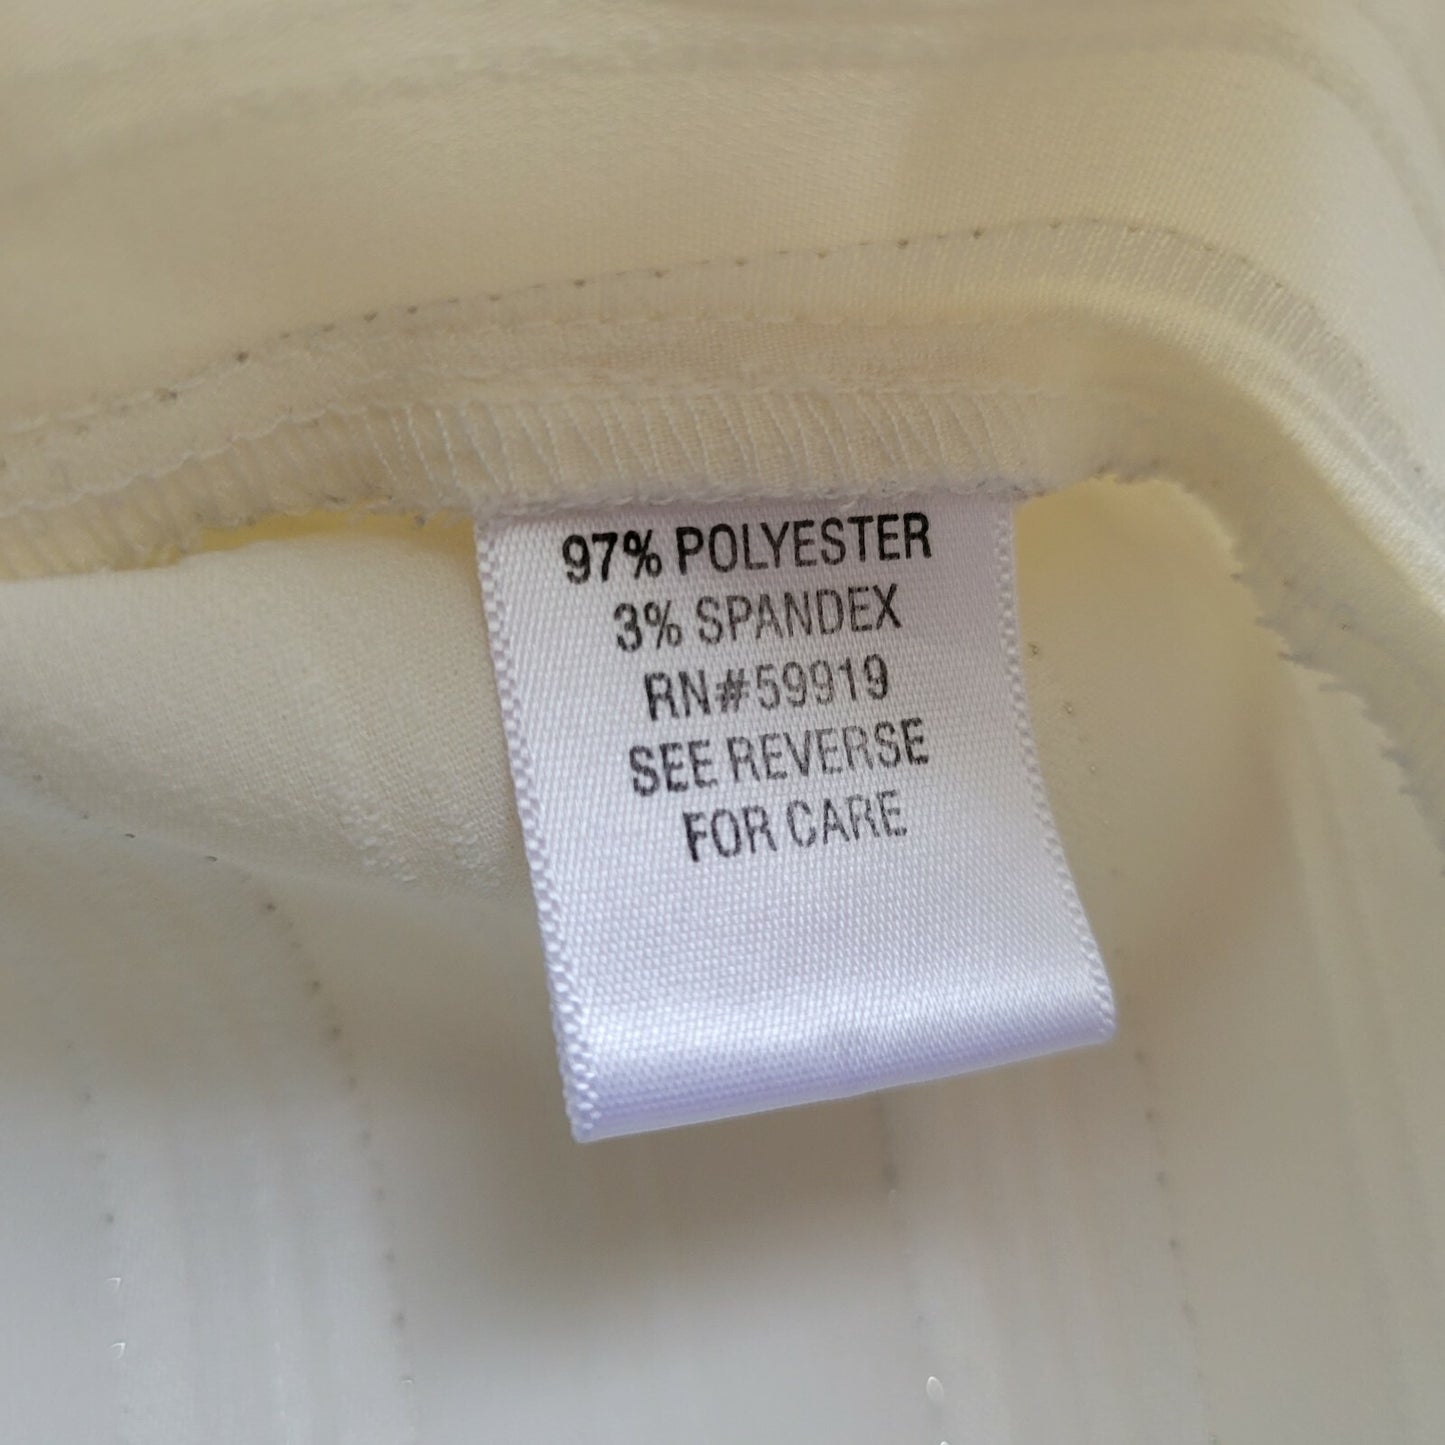 97% POLYESTER
3% SPANDEX
RN#59919
SEE REVERSE
FOR CARE